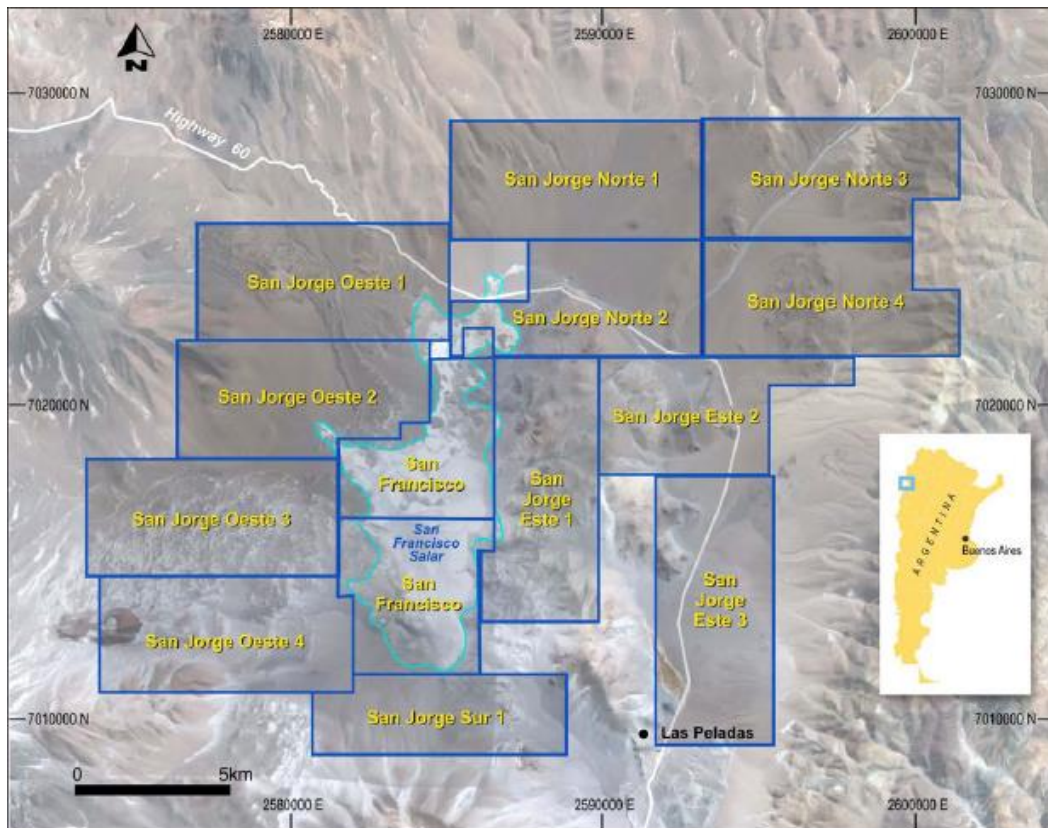 2580000 E
2590000 E
2600000 E
N
7030000 N
7030000 N
Highway 60
San Jorge Norte 1
San Jorge Norte 3
San Jorge Oeste 1
San Jorge Norte 2
San Jorge Norte 4
San Jorge Oeste 2
7020000 N
7020000 N
San Jorge Este 2
San
Francisco
San
Jorge
Este 1
San Jorge Oeste 3
San
Francisco
Salar
San
Francisco
San
Jorge
Este 3
San Jorge Oeste 4
ARGENTINA
Buenos Aires
7010000 N
San Jorge Sur 1
7010000 N
Las Peladas
0
5km
2580000 E
2590000 E
2600000 E